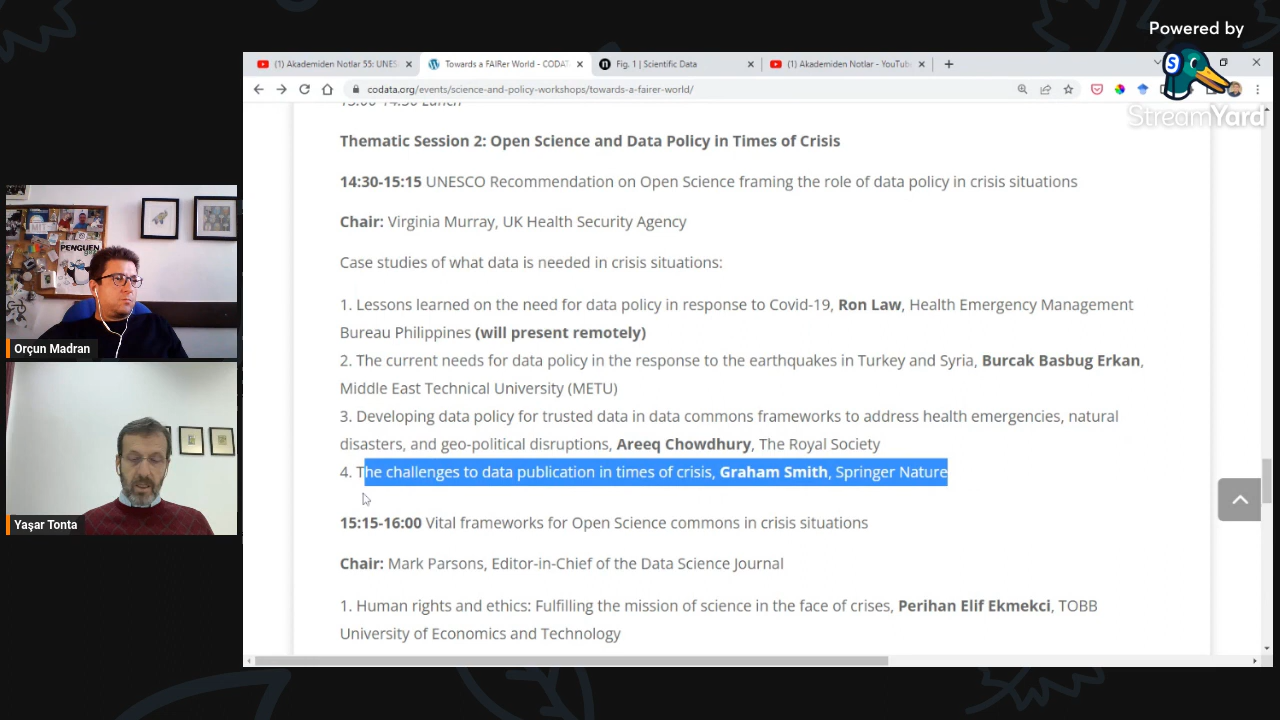 Powered by
StreamYard
(1) Akademiden Notlar 55: UNES
Towards a FAIRer World - CODAT
Fig. 1 | Scientific Data
(1) Akademiden Notlar - YouTub
codata.org/events/science-and-policy-workshops/towards-a-fairer-world/
13:00-14:30 Lunch
Thematic Session 2: Open Science and Data Policy in Times of Crisis
14:30-15:15 UNESCO Recommendation on Open Science framing the role of data policy in crisis situations
Chair: Virginia Murray, UK Health Security Agency
Case studies of what data is needed in crisis situations:
1. Lessons learned on the need for data policy in response to Covid-19, Ron Law, Health Emergency Management
Bureau Philippines (will present remotely)
2. The current needs for data policy in the response to the earthquakes in Turkey and Syria, Burcak Basbug Erkan,
Middle East Technical University (METU)
3. Developing data policy for trusted data in data commons frameworks to address health emergencies, natural
disasters, and geo-political disruptions, Areeq Chowdhury, The Royal Society
4. The challenges to data publication in times of crisis, Graham Smith, Springer Nature
15:15-16:00 Vital frameworks for Open Science commons in crisis situations
Chair: Mark Parsons, Editor-in-Chief of the Data Science Journal
1. Human rights and ethics: Fulfilling the mission of science in the face of crises, Perihan Elif Ekmekci, TOBB
University of Economics and Technology
MIT
PENGUEN
Orçun Madran
Yaşar Tonta